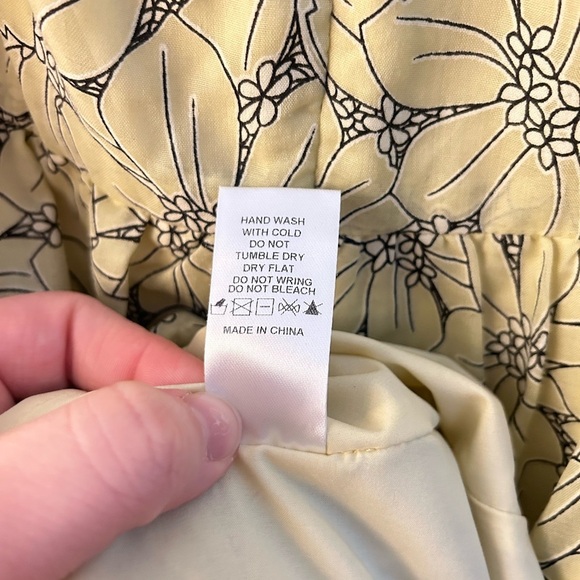 HAND WASH
WITH COLD
DO NOT
TUMBLE DRY
DRY FLAT
DO NOT WRING
DO NOT BLEACH
MADE IN CHINA